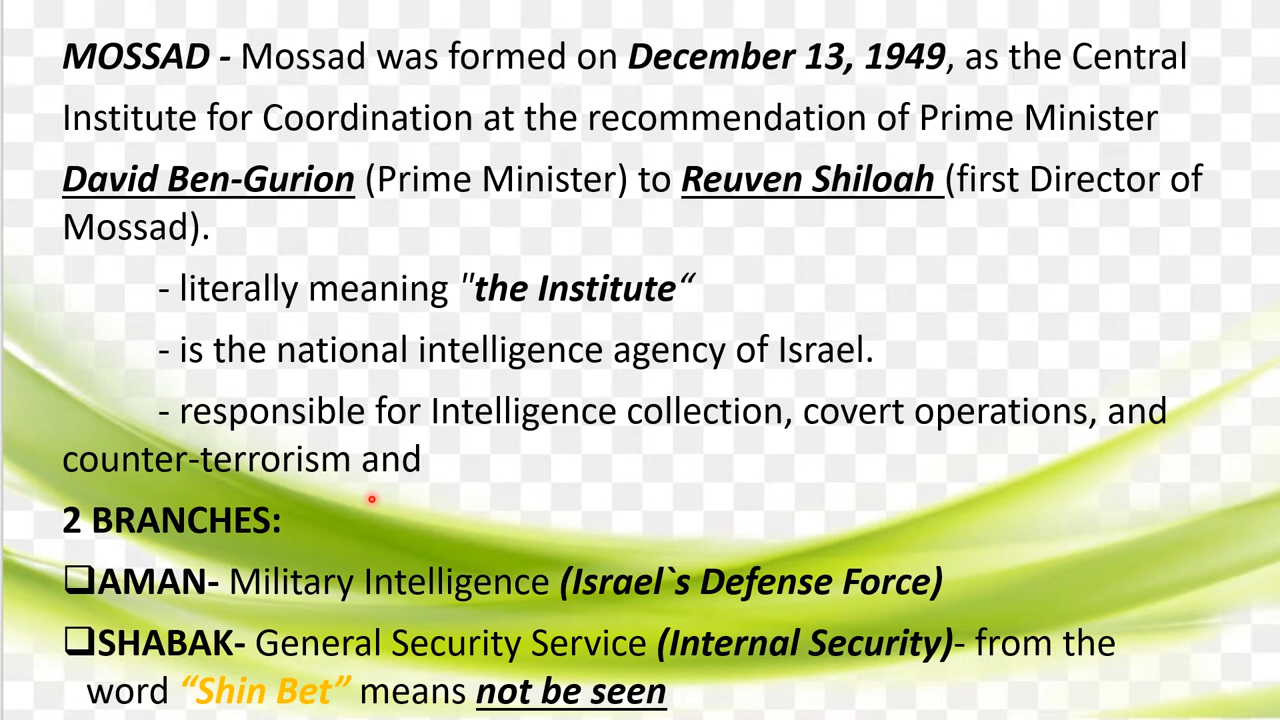 MOSSAD - Mossad was formed on December 13, 1949, as the Central
Institute for Coordination at the recommendation of Prime Minister
David Ben-Gurion (Prime Minister) to Reuven Shiloah (first Director of
Mossad).
- literally meaning "the Institute“
- is the national intelligence agency of Israel.
- responsible for Intelligence collection, covert operations, and
counter-terrorism and
2 BRANCHES:
❑AMAN- Military Intelligence (Israel`s Defense Force)
❑SHABAK- General Security Service (Internal Security)- from the
word “Shin Bet” means not be seen